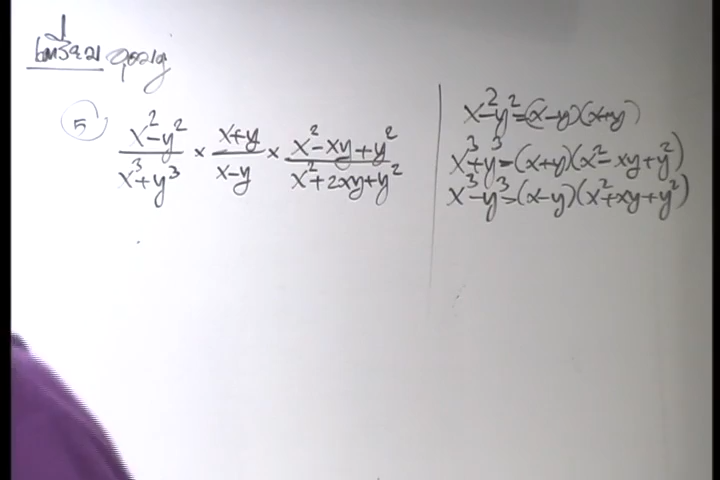 ⑤ x²-y²/x³+y³ × x+y/x-y × x²-xy+y²/x²+2xy+y²
x²-y²=(x-y)(x+y)
x³+y³=(x+y)(x²-xy+y²)
x³-y³=(x-y)(x²+xy+y²)